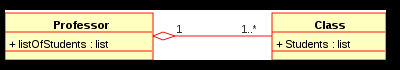 Professor
+ listOfStudents : list
1
1..*
Class
+ Students : list